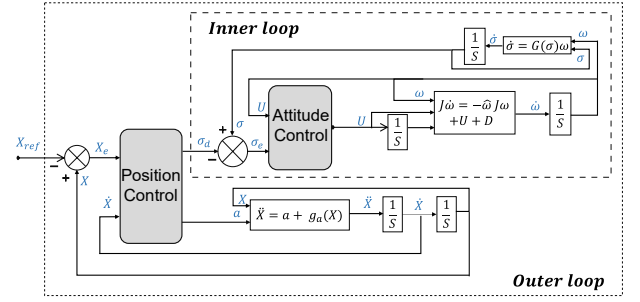 Inner loop
1/S
σ̇
σ̇ = G(σ)ω
ω
σ
ω
Jω̇ = −ω̂ Jω
+U + D
ω̇
1/S
U
Attitude
Control
U
1/S
+
σ
σ_d
−
σ_e
X_ref
−
+
X_e
X
Position
Control
Ẋ
X
a
Ẍ = a + g_a(X)
Ẍ
1/S
Ẋ
1/S
Outer loop